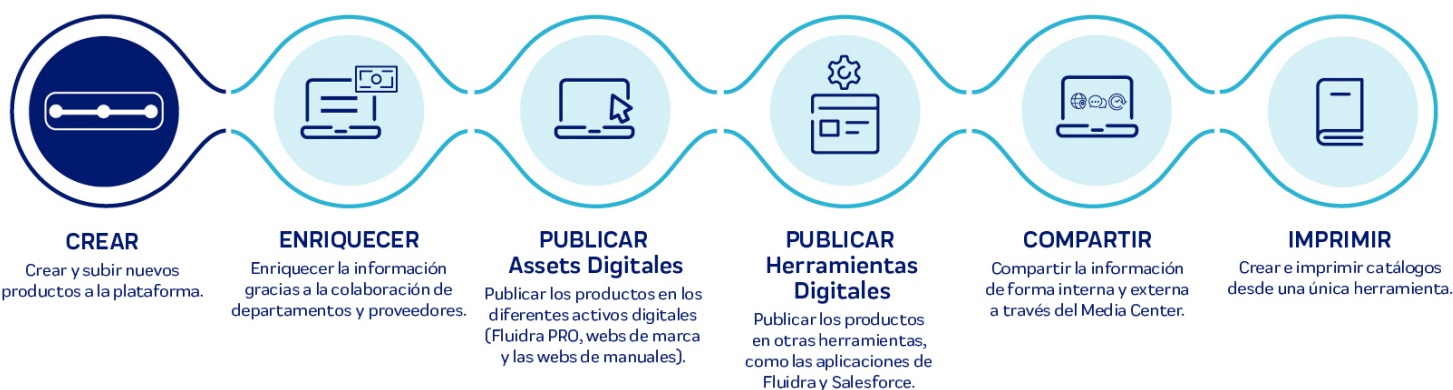 CREAR
Crear y subir nuevos
productos a la plataforma.
ENRIQUECER
Enriquecer la información
gracias a la colaboración de
departamentos y proveedores.
PUBLICAR
Assets Digitales
Publicar los productos en los
diferentes activos digitales
(Fluidra PRO, webs de marca
y las webs de manuales).
PUBLICAR
Herramientas
Digitales
Publicar los productos
en otras herramientas,
como las aplicaciones de
Fluidra y Salesforce.
COMPARTIR
Compartir la información
de forma interna y externa
a través del Media Center.
IMPRIMIR
Crear e imprimir catálogos
desde una única herramienta.